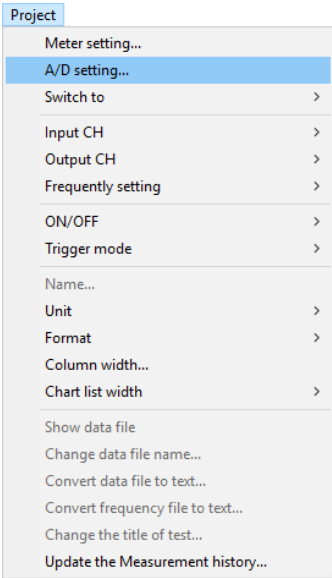 Project
Meter setting...
A/D setting...
Switch to
Input CH
Output CH
Frequently setting
ON/OFF
Trigger mode
Name...
Unit
Format
Column width...
Chart list width
Show data file
Change data file name...
Convert data file to text...
Convert frequency file to text...
Change the title of test...
Update the Measurement history...